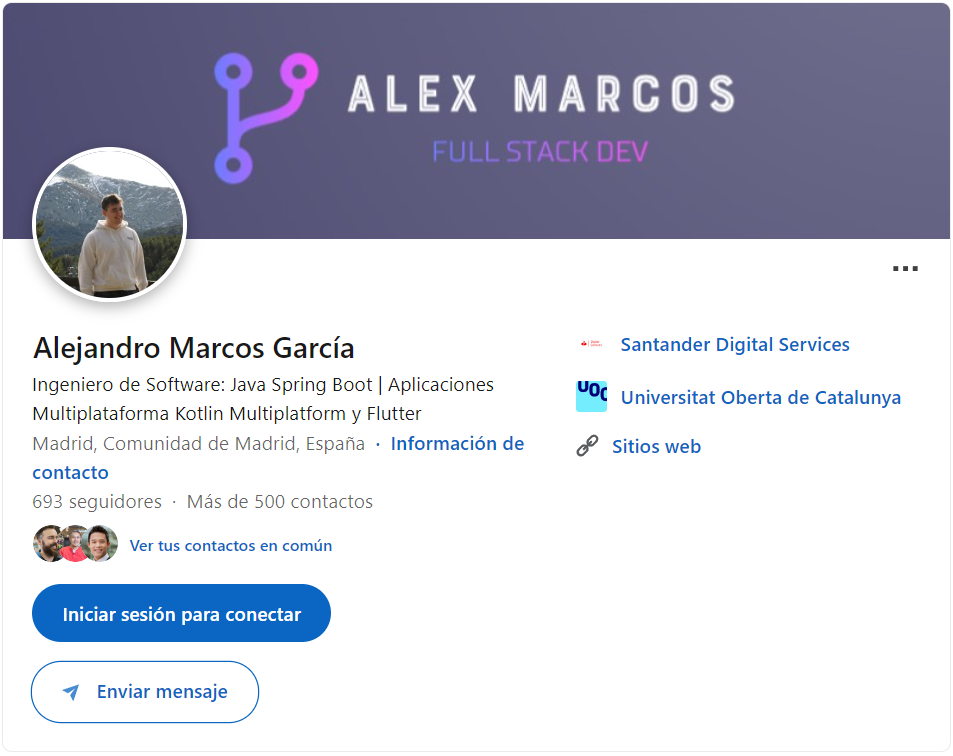 ALEX MARCOS
FULL STACK DEV
Alejandro Marcos García
Ingeniero de Software: Java Spring Boot | Aplicaciones
Multiplataforma Kotlin Multiplatform y Flutter
Madrid, Comunidad de Madrid, España · Información de
contacto
693 seguidores · Más de 500 contactos
Ver tus contactos en común
Iniciar sesión para conectar
Enviar mensaje
Santander Digital Services
UOC
Universitat Oberta de Catalunya
Sitios web